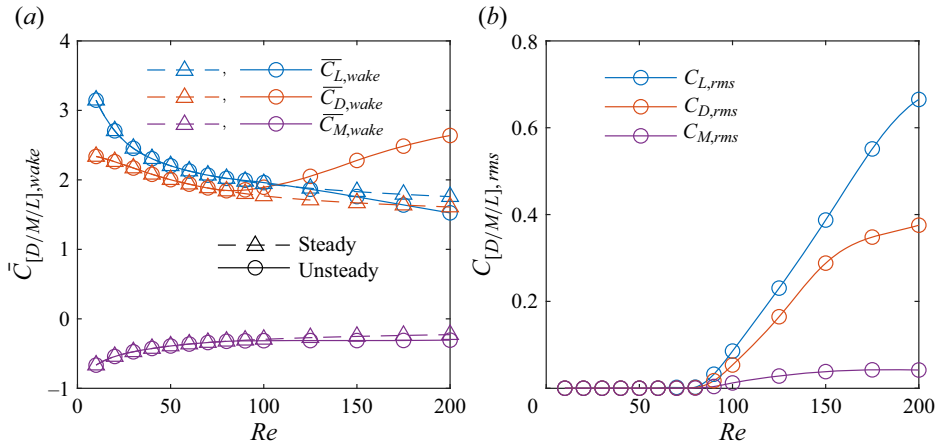 (a)
4
3
2
1
0
−1
0
50
100
150
200
Re
C̄[D/M/L],wake
, C̄L,wake
, C̄D,wake
, C̄M,wake
Steady
Unsteady
(b)
0.8
0.6
0.4
0.2
0
50
100
150
200
Re
C[D/M/L],rms
CL,rms
CD,rms
CM,rms